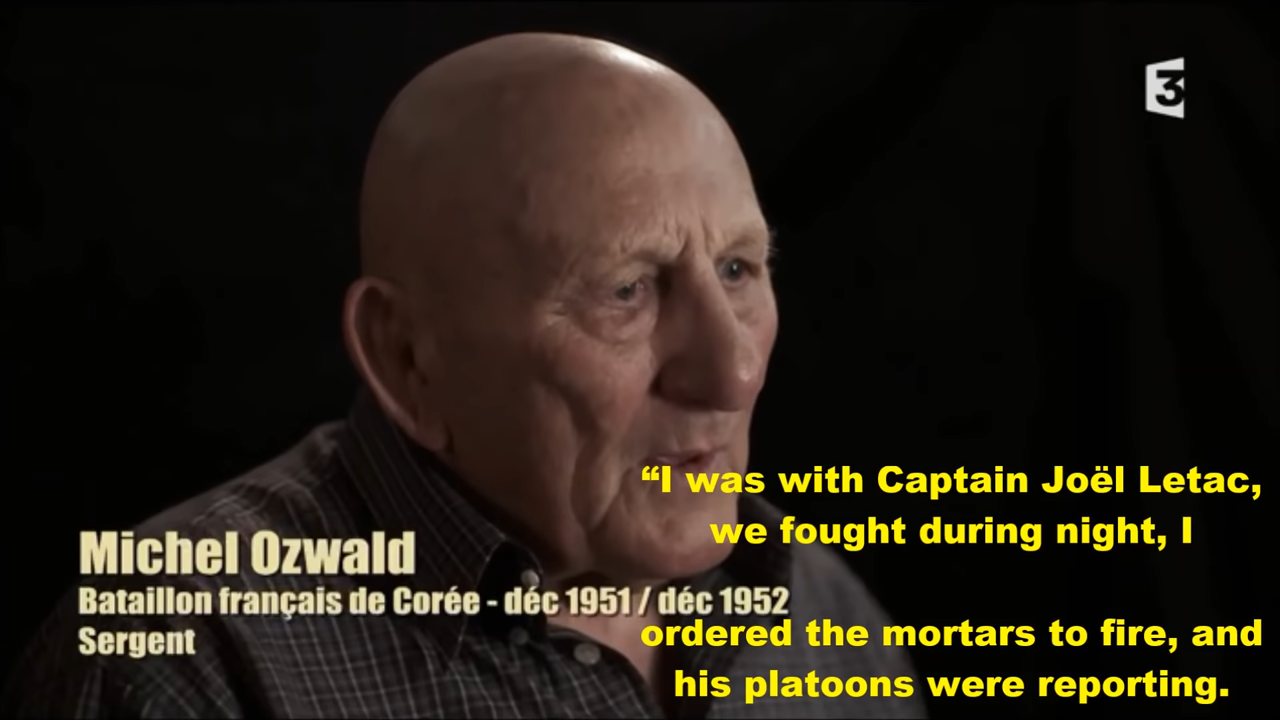 3
“I was with Captain Joël Letac,
we fought during night, I
ordered the mortars to fire, and
his platoons were reporting.
Michel Ozwald
Bataillon français de Corée - déc 1951 / déc 1952
Sergent